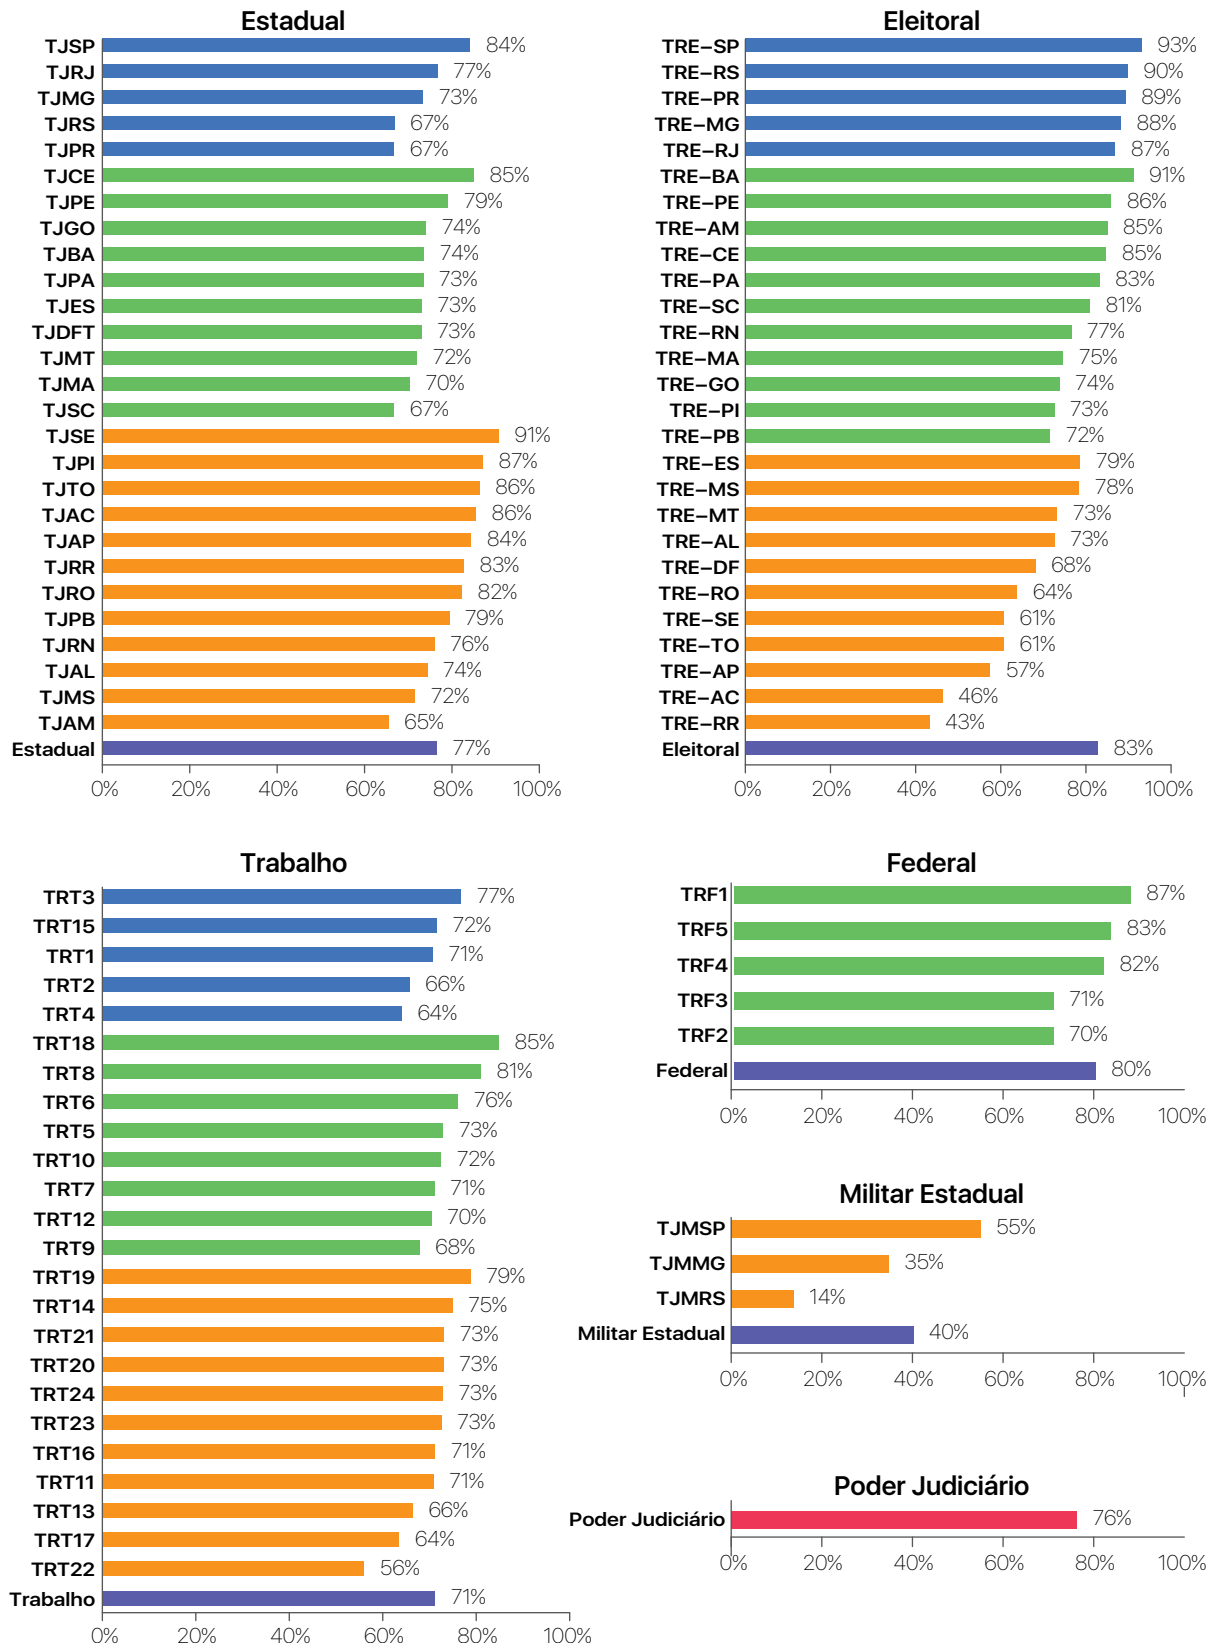 Estadual
TJSP 84%
TJRJ 77%
TJMG 73%
TJRS 67%
TJPR 67%
TJCE 85%
TJPE 79%
TJGO 74%
TJBA 74%
TJPA 73%
TJES 73%
TJDFT 73%
TJMT 72%
TJMA 70%
TJSC 67%
TJSE 91%
TJPI 87%
TJTO 86%
TJAC 86%
TJAP 84%
TJRR 83%
TJRO 82%
TJPB 79%
TJRN 76%
TJAL 74%
TJMS 72%
TJAM 65%
Estadual 77%
0% 20% 40% 60% 80% 100%
Eleitoral
TRE–SP 93%
TRE–RS 90%
TRE–PR 89%
TRE–MG 88%
TRE–RJ 87%
TRE–BA 91%
TRE–PE 86%
TRE–AM 85%
TRE–CE 85%
TRE–PA 83%
TRE–SC 81%
TRE–RN 77%
TRE–MA 75%
TRE–GO 74%
TRE–PI 73%
TRE–PB 72%
TRE–ES 79%
TRE–MS 78%
TRE–MT 73%
TRE–AL 73%
TRE–DF 68%
TRE–RO 64%
TRE–SE 61%
TRE–TO 61%
TRE–AP 57%
TRE–AC 46%
TRE–RR 43%
Eleitoral 83%
0% 20% 40% 60% 80% 100%
Trabalho
TRT3 77%
TRT15 72%
TRT1 71%
TRT2 66%
TRT4 64%
TRT18 85%
TRT8 81%
TRT6 76%
TRT5 73%
TRT10 72%
TRT7 71%
TRT12 70%
TRT9 68%
TRT19 79%
TRT14 75%
TRT21 73%
TRT20 73%
TRT24 73%
TRT23 73%
TRT16 71%
TRT11 71%
TRT13 66%
TRT17 64%
TRT22 56%
Trabalho 71%
0% 20% 40% 60% 80% 100%
Federal
TRF1 87%
TRF5 83%
TRF4 82%
TRF3 71%
TRF2 70%
Federal 80%
0% 20% 40% 60% 80% 100%
Militar Estadual
TJMSP 55%
TJMMG 35%
TJMRS 14%
Militar Estadual 40%
0% 20% 40% 60% 80% 100%
Poder Judiciário
Poder Judiciário 76%
0% 20% 40% 60% 80% 100%